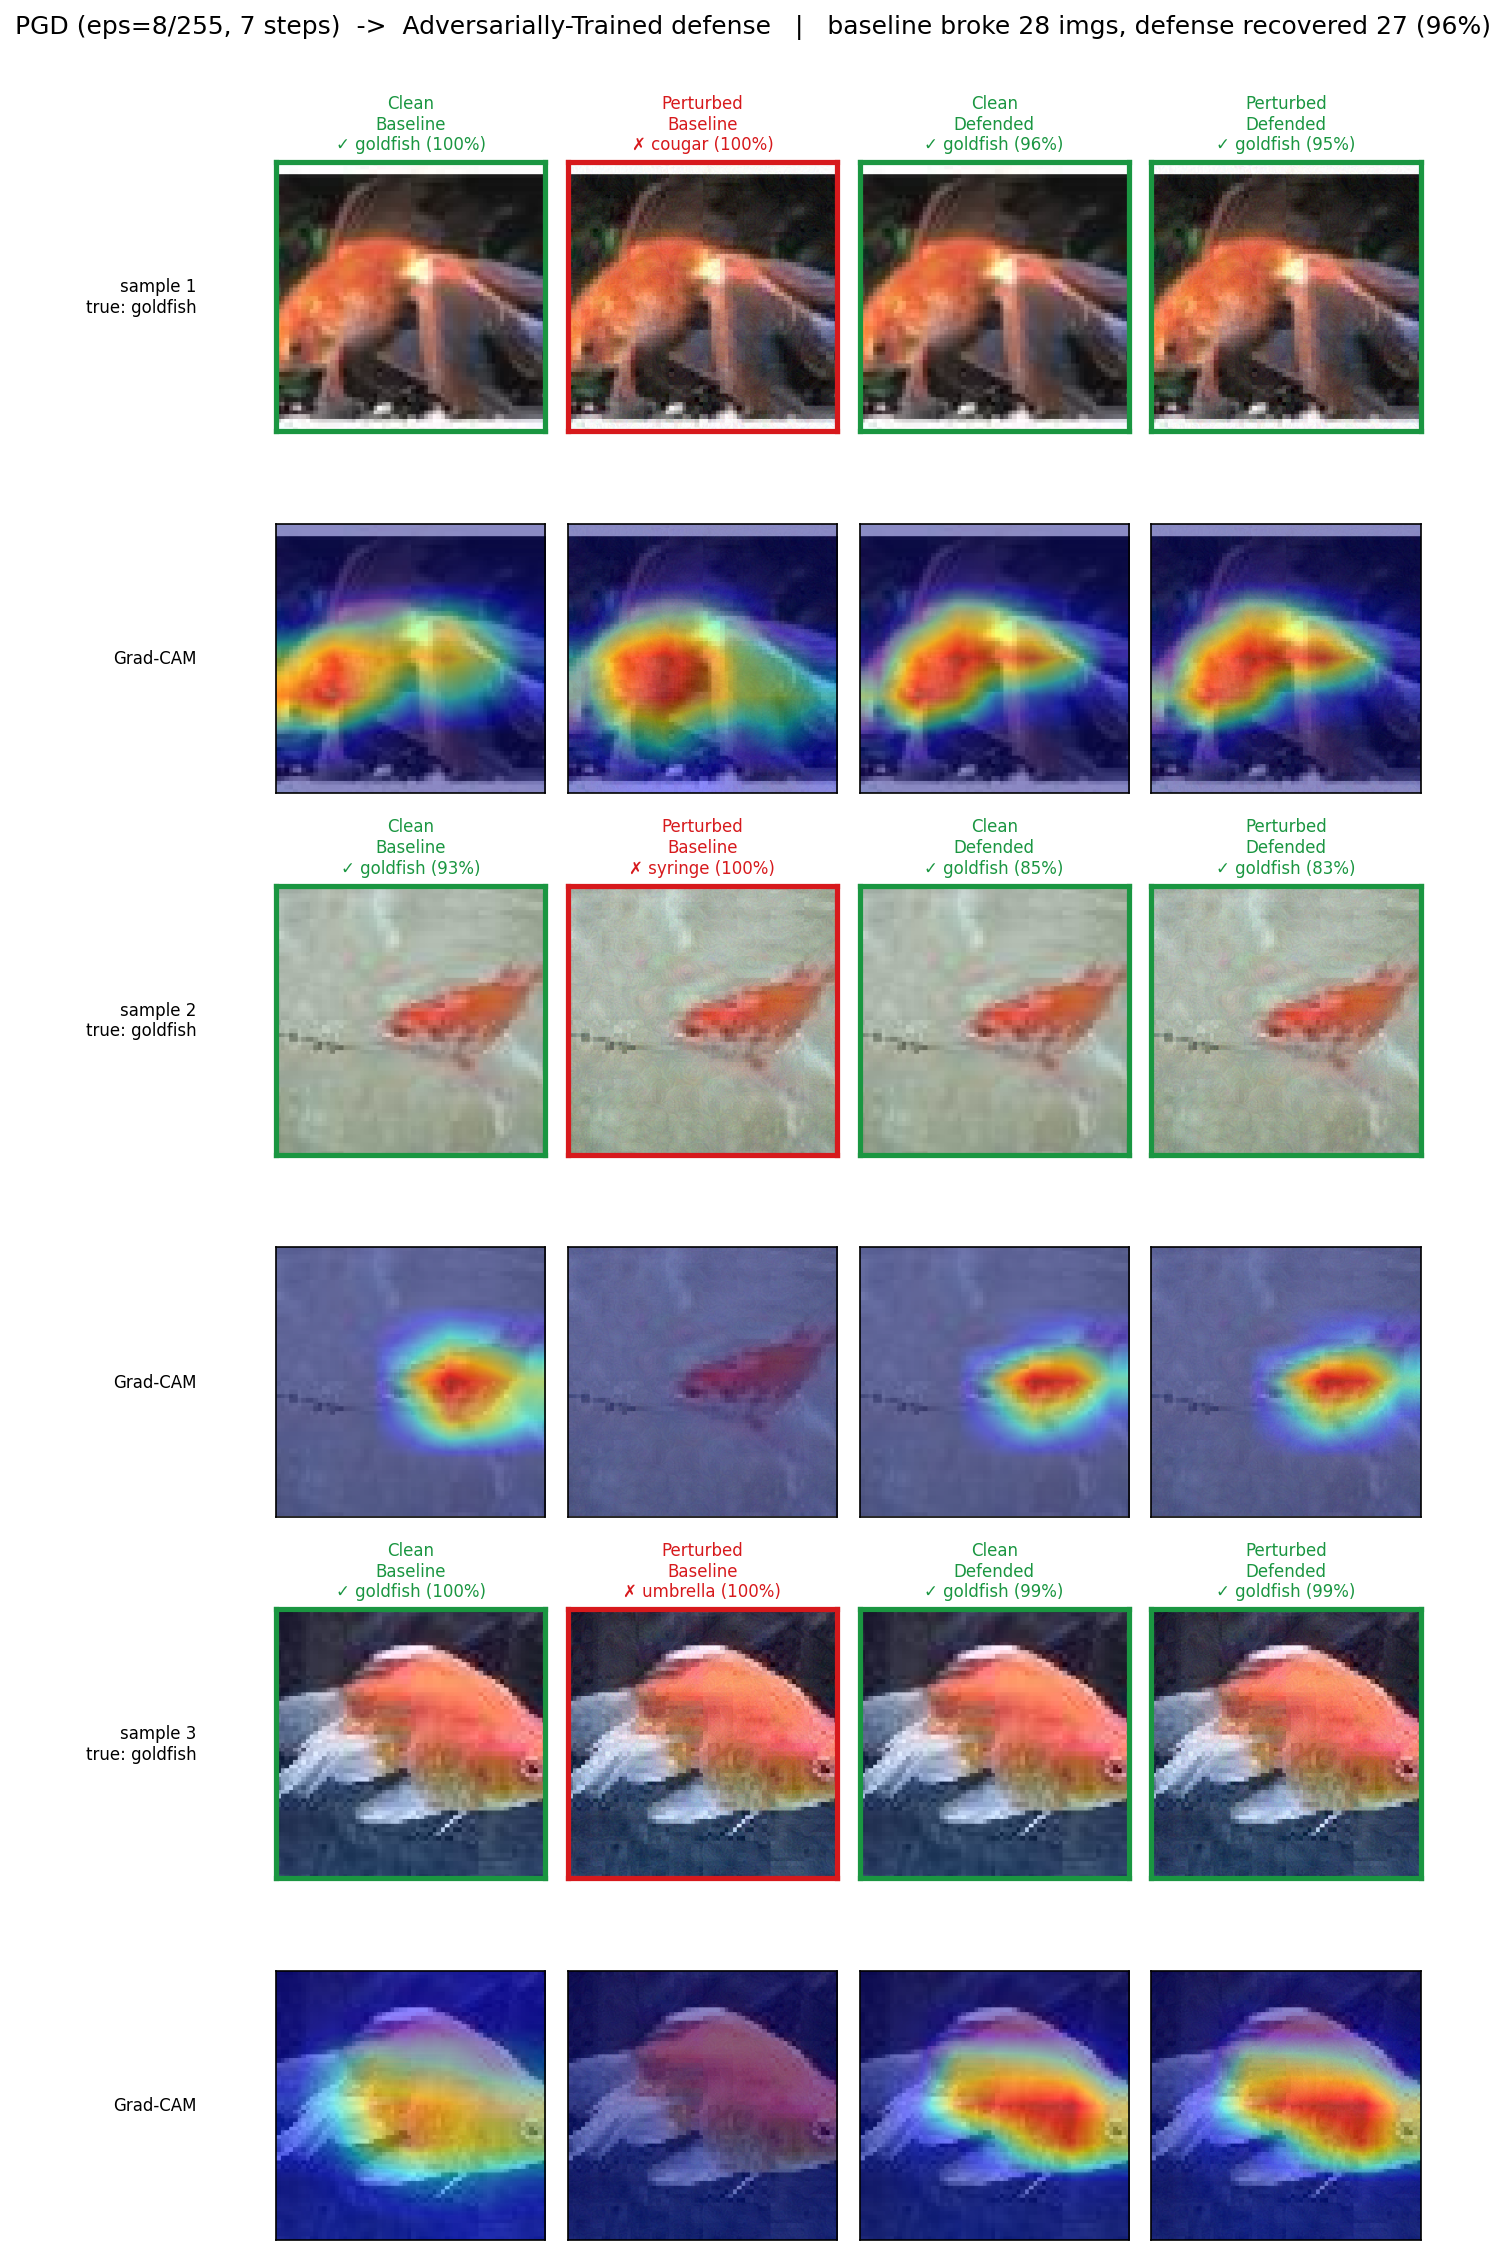 PGD (eps=8/255, 7 steps)  ->  Adversarially-Trained defense   |   baseline broke 28 imgs, defense recovered 27 (96%)
Clean
Baseline
✓ goldfish (100%)
Perturbed
Baseline
✗ cougar (100%)
Clean
Defended
✓ goldfish (96%)
Perturbed
Defended
✓ goldfish (95%)
sample 1
true: goldfish
Grad-CAM
Clean
Baseline
✓ goldfish (93%)
Perturbed
Baseline
✗ syringe (100%)
Clean
Defended
✓ goldfish (85%)
Perturbed
Defended
✓ goldfish (83%)
sample 2
true: goldfish
Grad-CAM
Clean
Baseline
✓ goldfish (100%)
Perturbed
Baseline
✗ umbrella (100%)
Clean
Defended
✓ goldfish (99%)
Perturbed
Defended
✓ goldfish (99%)
sample 3
true: goldfish
Grad-CAM